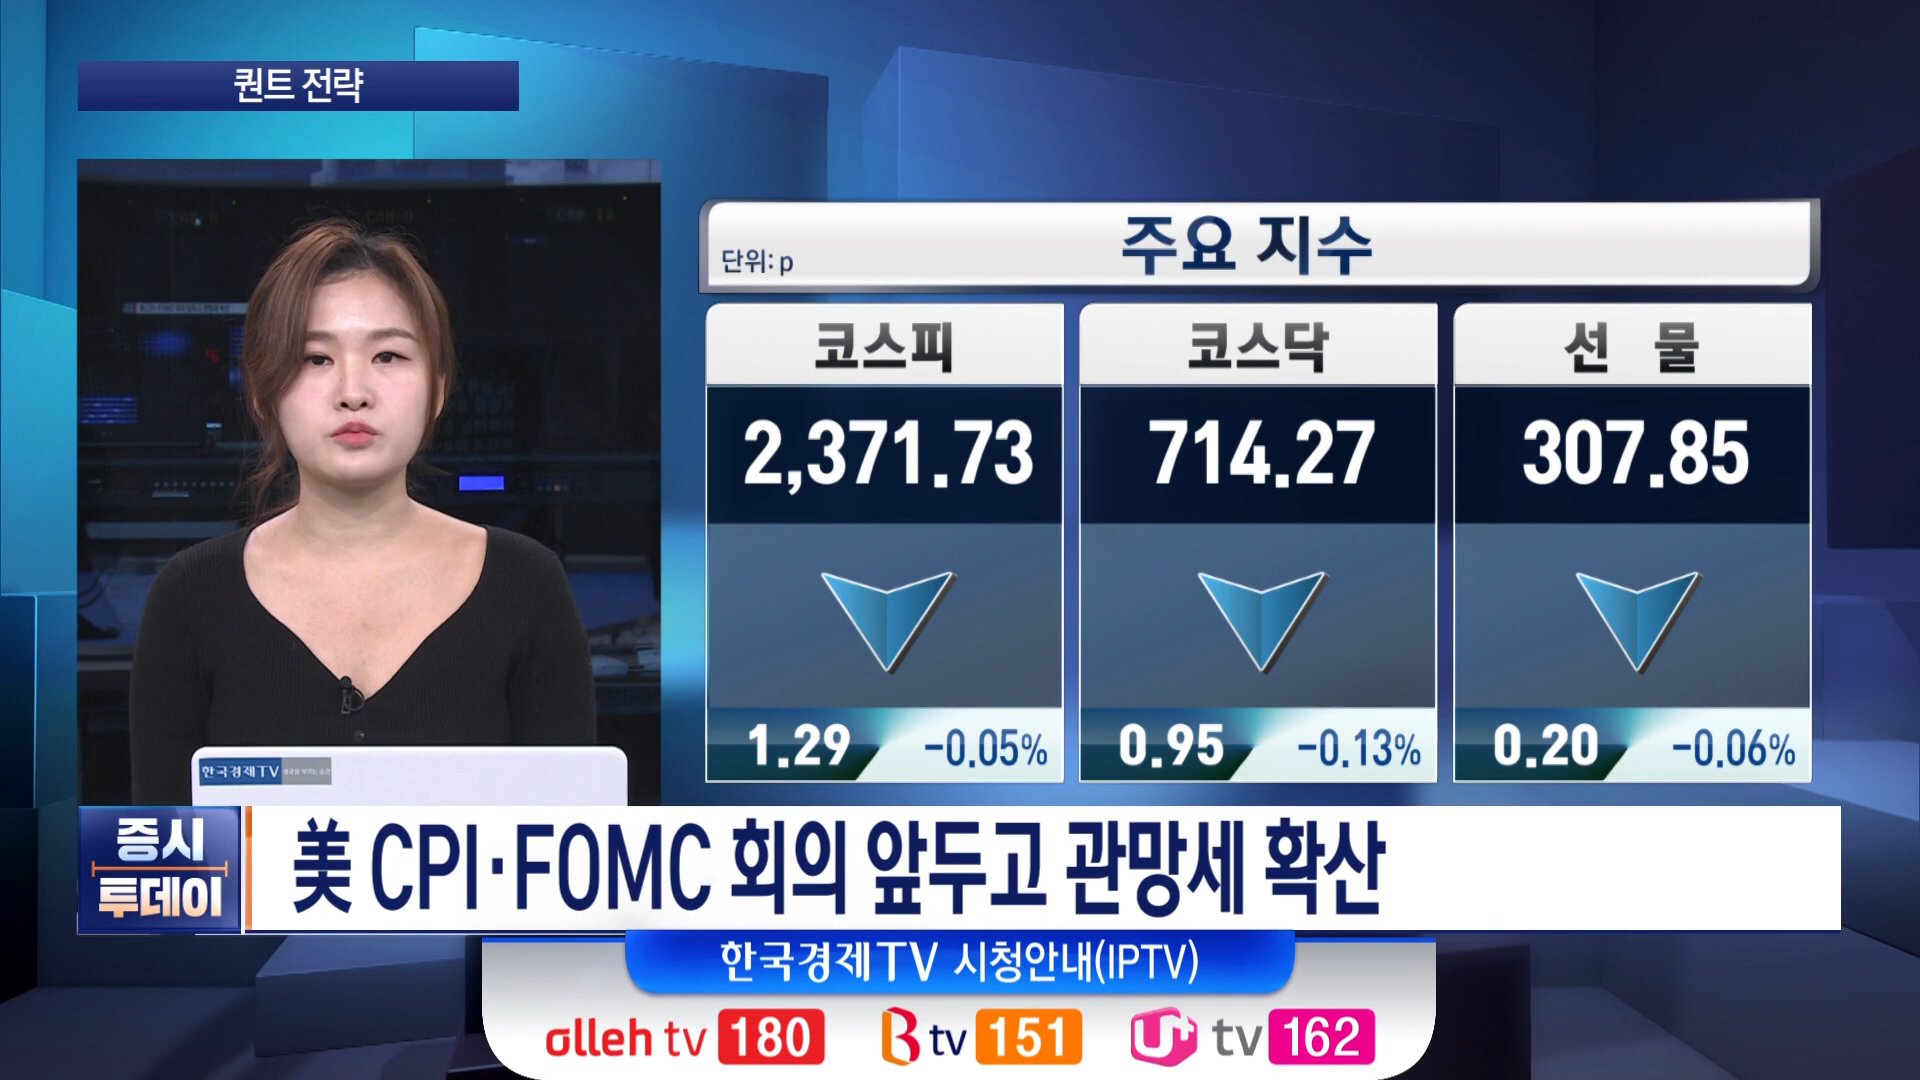 퀀트 전략
주요 지수
단위: p
코스피
코스닥
선 물
2,371.73
714.27
307.85
1.29 -0.05%
0.95 -0.13%
0.20 -0.06%
한국경제TV
증시
투데이
美 CPI·FOMC 회의 앞두고 관망세 확산
한국경제TV 시청안내(IPTV)
olleh tv 180
B tv 151
U+ tv 162